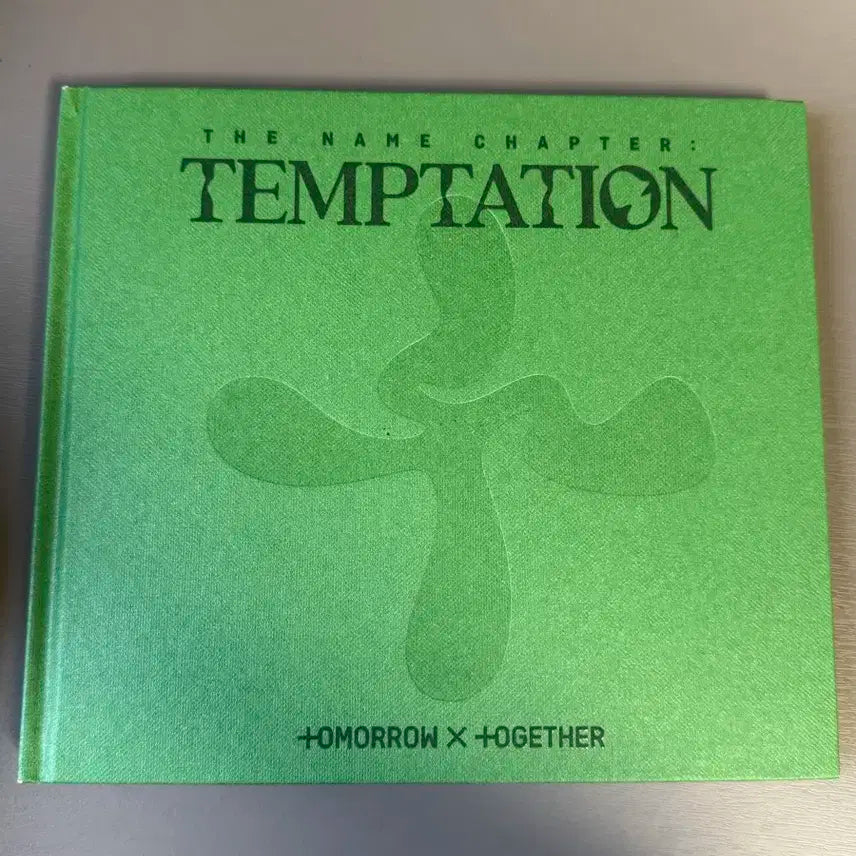 THE NAME CHAPTER:
TEMPTATION
TOMORROW X TOGETHER